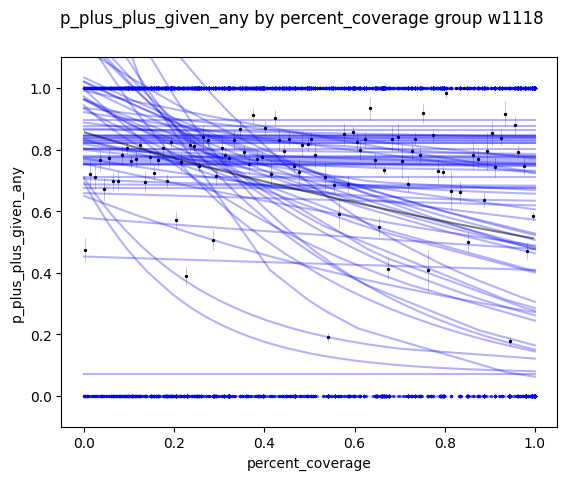 p_plus_plus_given_any by percent_coverage group w1118
p_plus_plus_given_any
1.0
0.8
0.6
0.4
0.2
0.0
0.0 0.2 0.4 0.6 0.8 1.0
percent_coverage